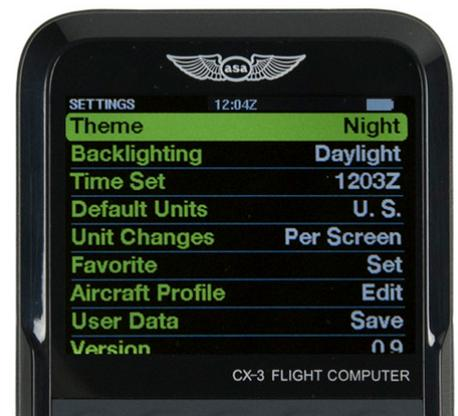 asa
SETTINGS 12:04Z
Theme Night
Backlighting Daylight
Time Set 1203Z
Default Units U. S.
Unit Changes Per Screen
Favorite Set
Aircraft Profile Edit
User Data Save
Version 0.9
CX-3 FLIGHT COMPUTER